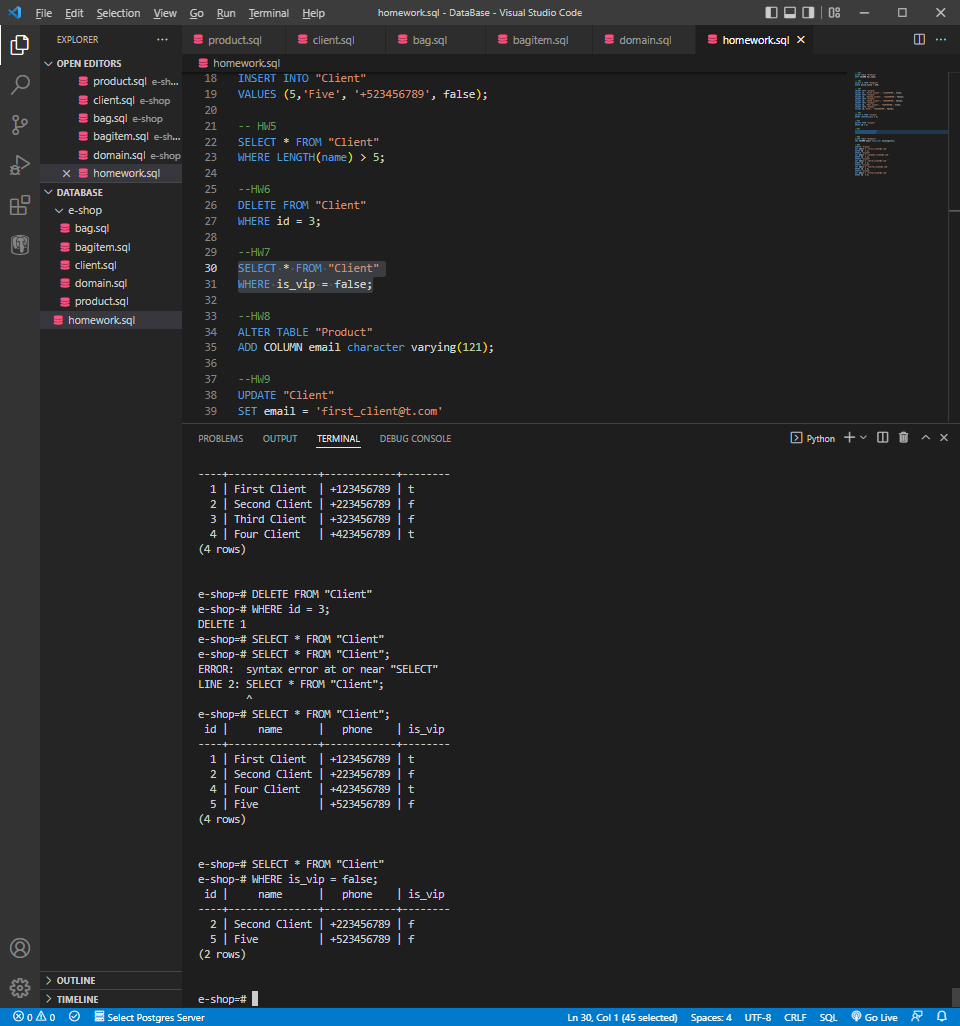 File Edit Selection View Go Run Terminal Help homework.sql - DataBase - Visual Studio Code
EXPLORER ···
product.sql client.sql bag.sql bagitem.sql domain.sql homework.sql
OPEN EDITORS
product.sql e-sh...
client.sql e-shop
bag.sql e-shop
bagitem.sql e-sh...
domain.sql e-shop
homework.sql
DATABASE
e-shop
bag.sql
bagitem.sql
client.sql
domain.sql
product.sql
homework.sql
OUTLINE
TIMELINE
homework.sql
18 INSERT INTO "Client"
19 VALUES (5,'Five', '+523456789', false);
20
21 -- HW5
22 SELECT * FROM "Client"
23 WHERE LENGTH(name) > 5;
24
25 --HW6
26 DELETE FROM "Client"
27 WHERE id = 3;
28
29 --HW7
30 SELECT * FROM "Client"
31 WHERE is_vip = false;
32
33 --HW8
34 ALTER TABLE "Product"
35 ADD COLUMN email character varying(121);
36
37 --HW9
38 UPDATE "Client"
39 SET email = 'first_client@t.com'
PROBLEMS OUTPUT TERMINAL DEBUG CONSOLE Python
----+---------------+------------+--------
1 | First Client | +123456789 | t
2 | Second Client | +223456789 | f
3 | Third Client | +323456789 | f
4 | Four Client | +423456789 | t
(4 rows)
e-shop=# DELETE FROM "Client"
e-shop-# WHERE id = 3;
DELETE 1
e-shop=# SELECT * FROM "Client"
e-shop-# SELECT * FROM "Client";
ERROR: syntax error at or near "SELECT"
LINE 2: SELECT * FROM "Client";
^
e-shop=# SELECT * FROM "Client";
id | name | phone | is_vip
----+---------------+------------+--------
1 | First Client | +123456789 | t
2 | Second Client | +223456789 | f
4 | Four Client | +423456789 | t
5 | Five | +523456789 | f
(4 rows)
e-shop=# SELECT * FROM "Client"
e-shop-# WHERE is_vip = false;
id | name | phone | is_vip
----+---------------+------------+--------
2 | Second Client | +223456789 | f
5 | Five | +523456789 | f
(2 rows)
e-shop=#
0 0 Select Postgres Server Ln 30, Col 1 (45 selected) Spaces: 4 UTF-8 CRLF SQL Go Live